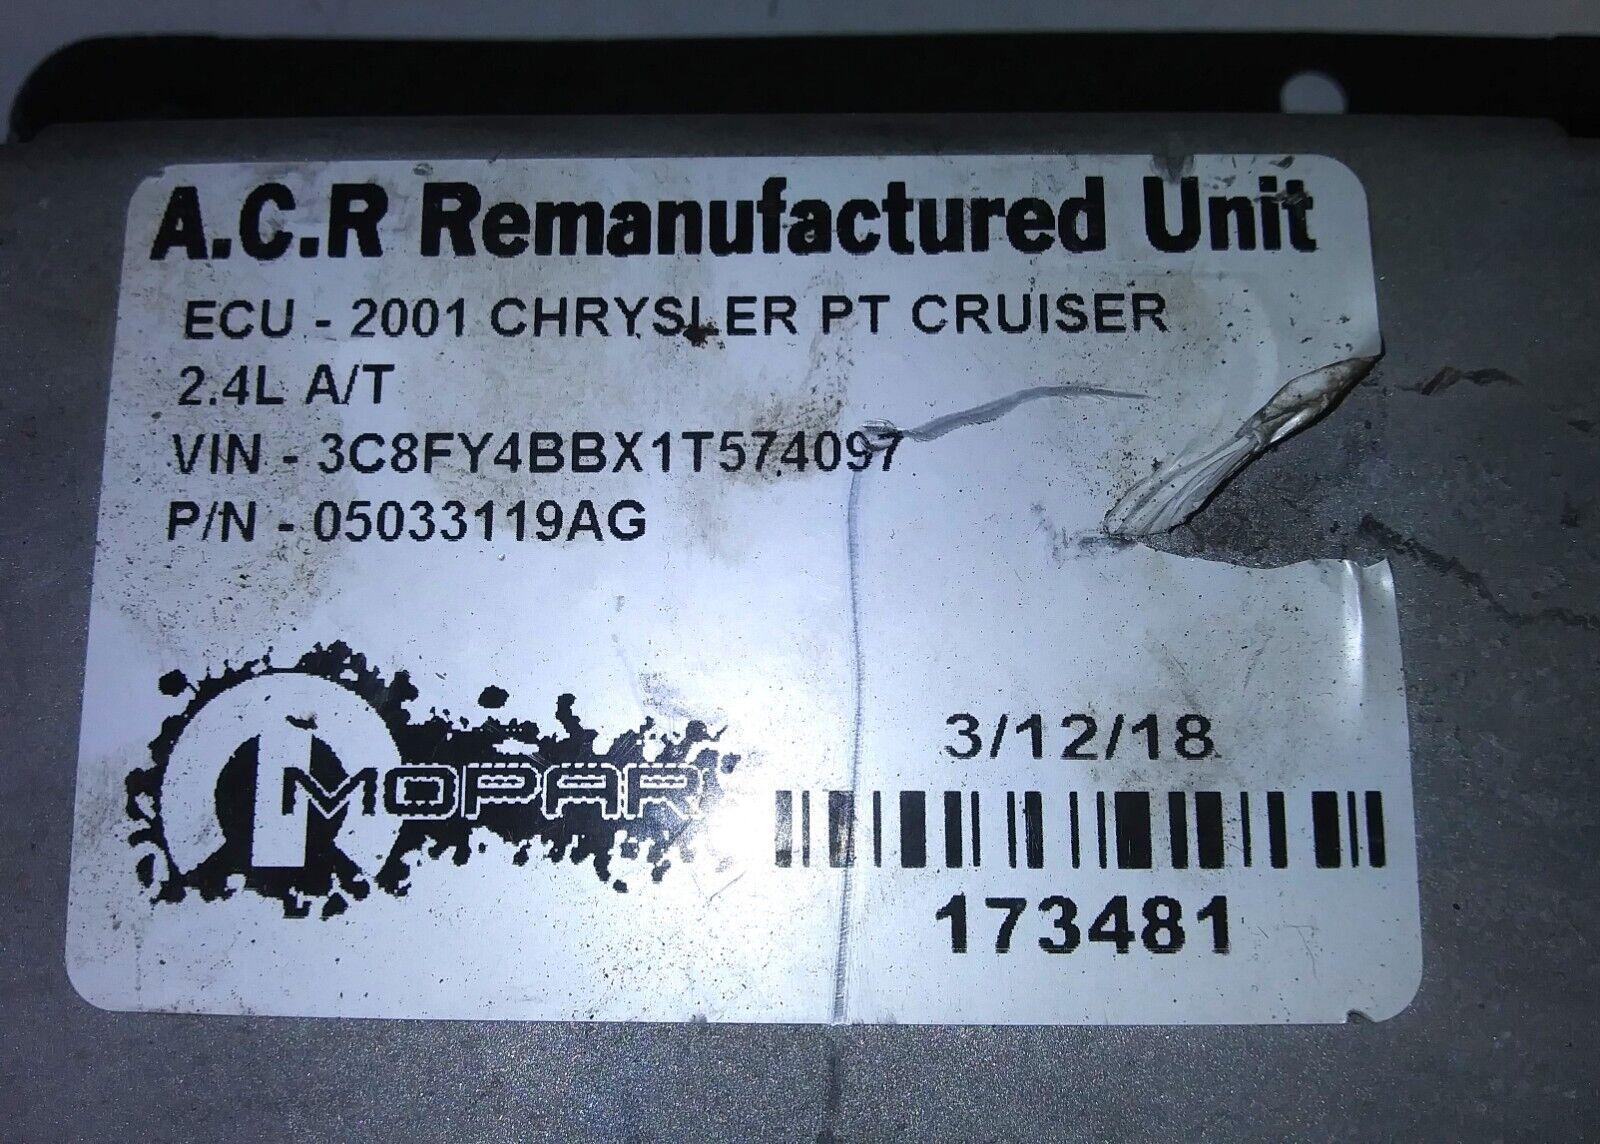 A.C.R Remanufactured Unit
ECU - 2001 CHRYSLER PT CRUISER
2.4L A/T
VIN - 3C8FY4BBX1T574097
P/N - 05033119AG
MOPAR
3/12/18
173481